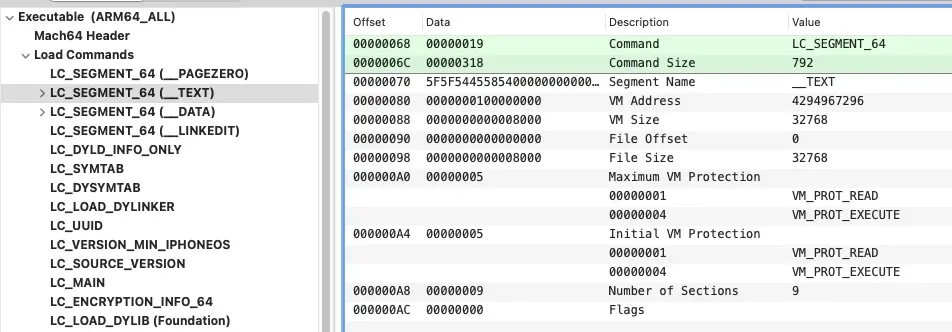 Executable (ARM64_ALL)
Mach64 Header
Load Commands
LC_SEGMENT_64 (__PAGEZERO)
LC_SEGMENT_64 (__TEXT)
LC_SEGMENT_64 (__DATA)
LC_SEGMENT_64 (__LINKEDIT)
LC_DYLD_INFO_ONLY
LC_SYMTAB
LC_DYSYMTAB
LC_LOAD_DYLINKER
LC_UUID
LC_VERSION_MIN_IPHONEOS
LC_SOURCE_VERSION
LC_MAIN
LC_ENCRYPTION_INFO_64
LC_LOAD_DYLIB (Foundation)
Offset Data Description Value
00000068 00000019 Command LC_SEGMENT_64
0000006C 00000318 Command Size 792
00000070 5F5F5445585400000000000... Segment Name __TEXT
00000080 0000000100000000 VM Address 4294967296
00000088 0000000000008000 VM Size 32768
00000090 0000000000000000 File Offset 0
00000098 0000000000008000 File Size 32768
000000A0 00000005 Maximum VM Protection
00000001 VM_PROT_READ
00000004 VM_PROT_EXECUTE
000000A4 00000005 Initial VM Protection
00000001 VM_PROT_READ
00000004 VM_PROT_EXECUTE
000000A8 00000009 Number of Sections 9
000000AC 00000000 Flags